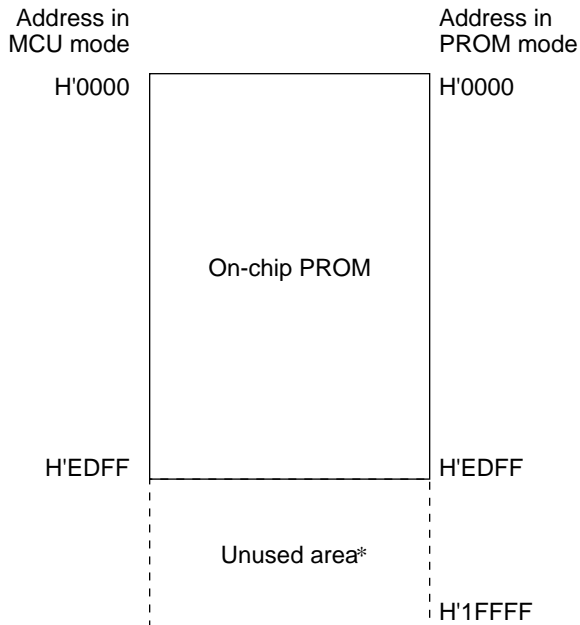 Address in
MCU mode
Address in
PROM mode
H'0000
H'0000
On-chip PROM
H'EDFF
H'EDFF
Unused area*
H'1FFFF